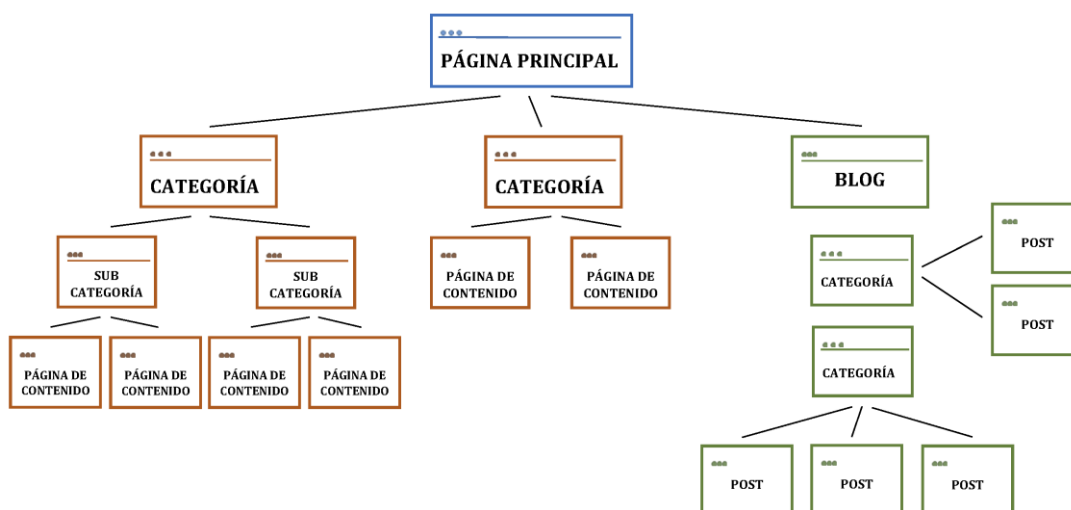 PÁGINA PRINCIPAL
CATEGORÍA
CATEGORÍA
BLOG
SUB
CATEGORÍA
SUB
CATEGORÍA
PÁGINA DE
CONTENIDO
PÁGINA DE
CONTENIDO
CATEGORÍA
POST
POST
PÁGINA DE
CONTENIDO
PÁGINA DE
CONTENIDO
PÁGINA DE
CONTENIDO
PÁGINA DE
CONTENIDO
CATEGORÍA
POST
POST
POST